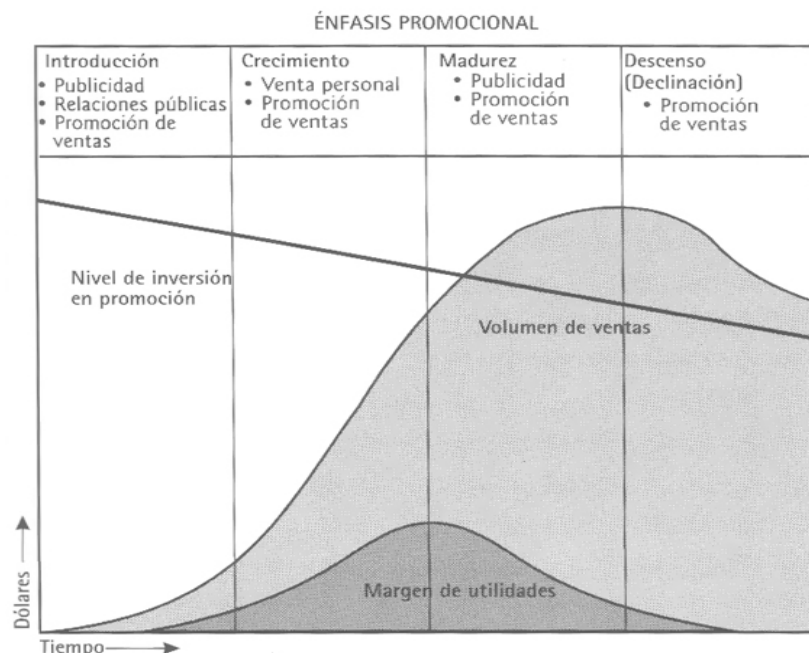 ÉNFASIS PROMOCIONAL
Introducción
• Publicidad
• Relaciones públicas
• Promoción de
ventas
Crecimiento
• Venta personal
• Promoción
de ventas
Madurez
• Publicidad
• Promoción
de ventas
Descenso
(Declinación)
• Promoción
de ventas
Nivel de inversión
en promoción
Volumen de ventas
Margen de utilidades
Dólares
Tiempo